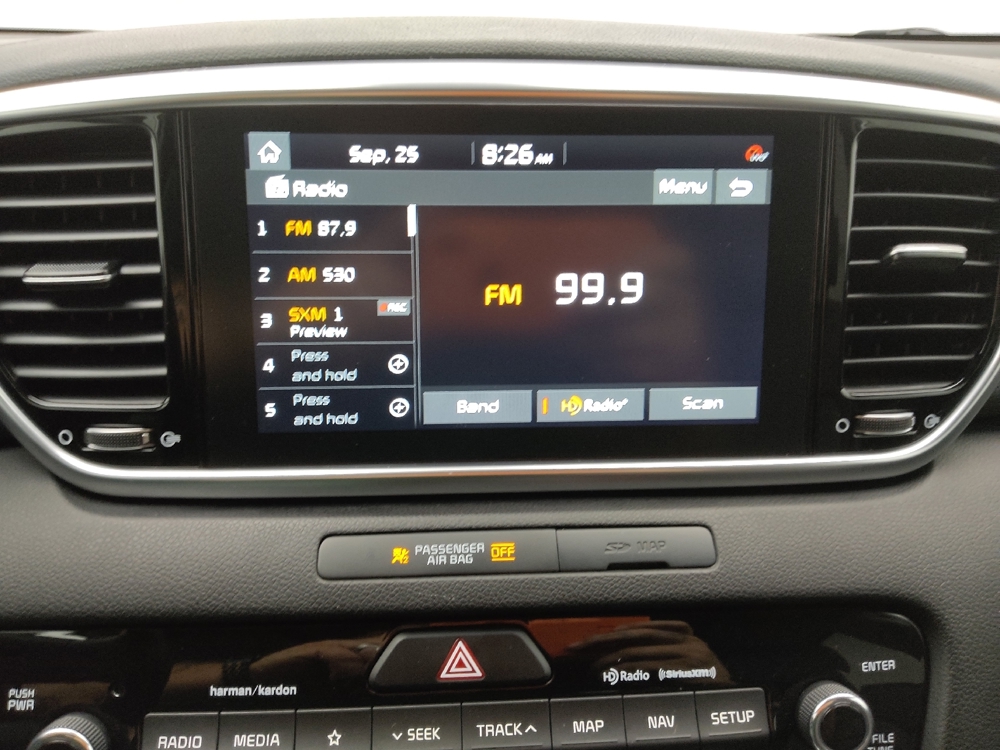 Sep, 25 8:26 AM
Radio Menu
1 FM 87.9
2 AM 530
3 SXM 1
Preview
4 Press
and hold
5 Press
and hold
FM 99.9
Band HD Radio Scan
PASSENGER
AIR BAG OFF
SD MAP
harman/kardon
HD Radio ((SiriusXM))
ENTER
PUSH
PWR
RADIO MEDIA SEEK TRACK MAP NAV SETUP
FILE
TUNE